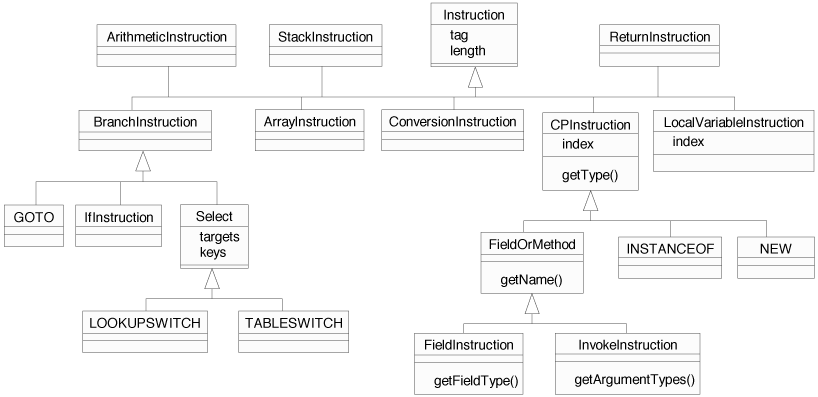 Instruction
tag
length
ArithmeticInstruction
StackInstruction
ReturnInstruction
BranchInstruction
ArrayInstruction
ConversionInstruction
CPInstruction
index
getType()
LocalVariableInstruction
index
GOTO
IfInstruction
Select
targets
keys
FieldOrMethod
getName()
INSTANCEOF
NEW
LOOKUPSWITCH
TABLESWITCH
FieldInstruction
getFieldType()
InvokeInstruction
getArgumentTypes()